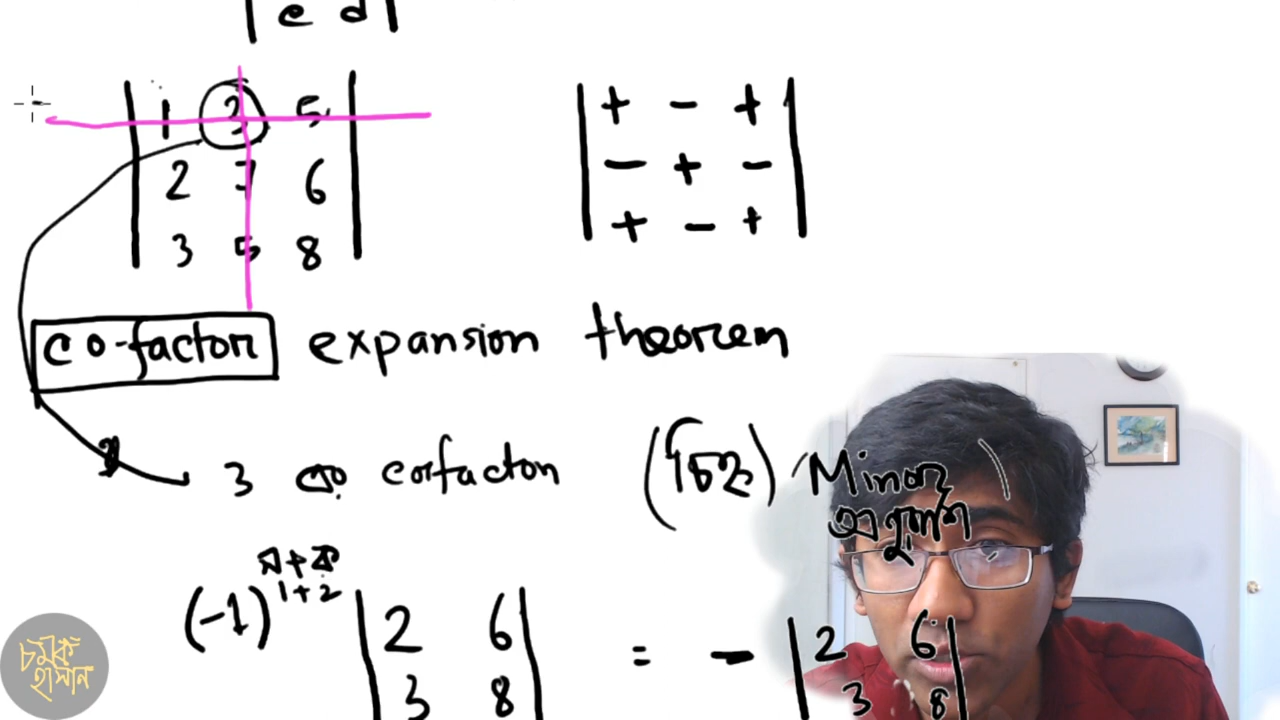 | c d |
| 1 3 5 |
| 2 7 6 |
| 3 5 8 |
| + - + |
| - + - |
| + - + |
co-factor expansion theorem
3 এর cofactor (চিহ্ন) (Minor)
অনুরাশি
(-1)
1+2
| 2 6 | = - | 2 6 |
| 3 8 | | 3 8 |
চমক
হাসান